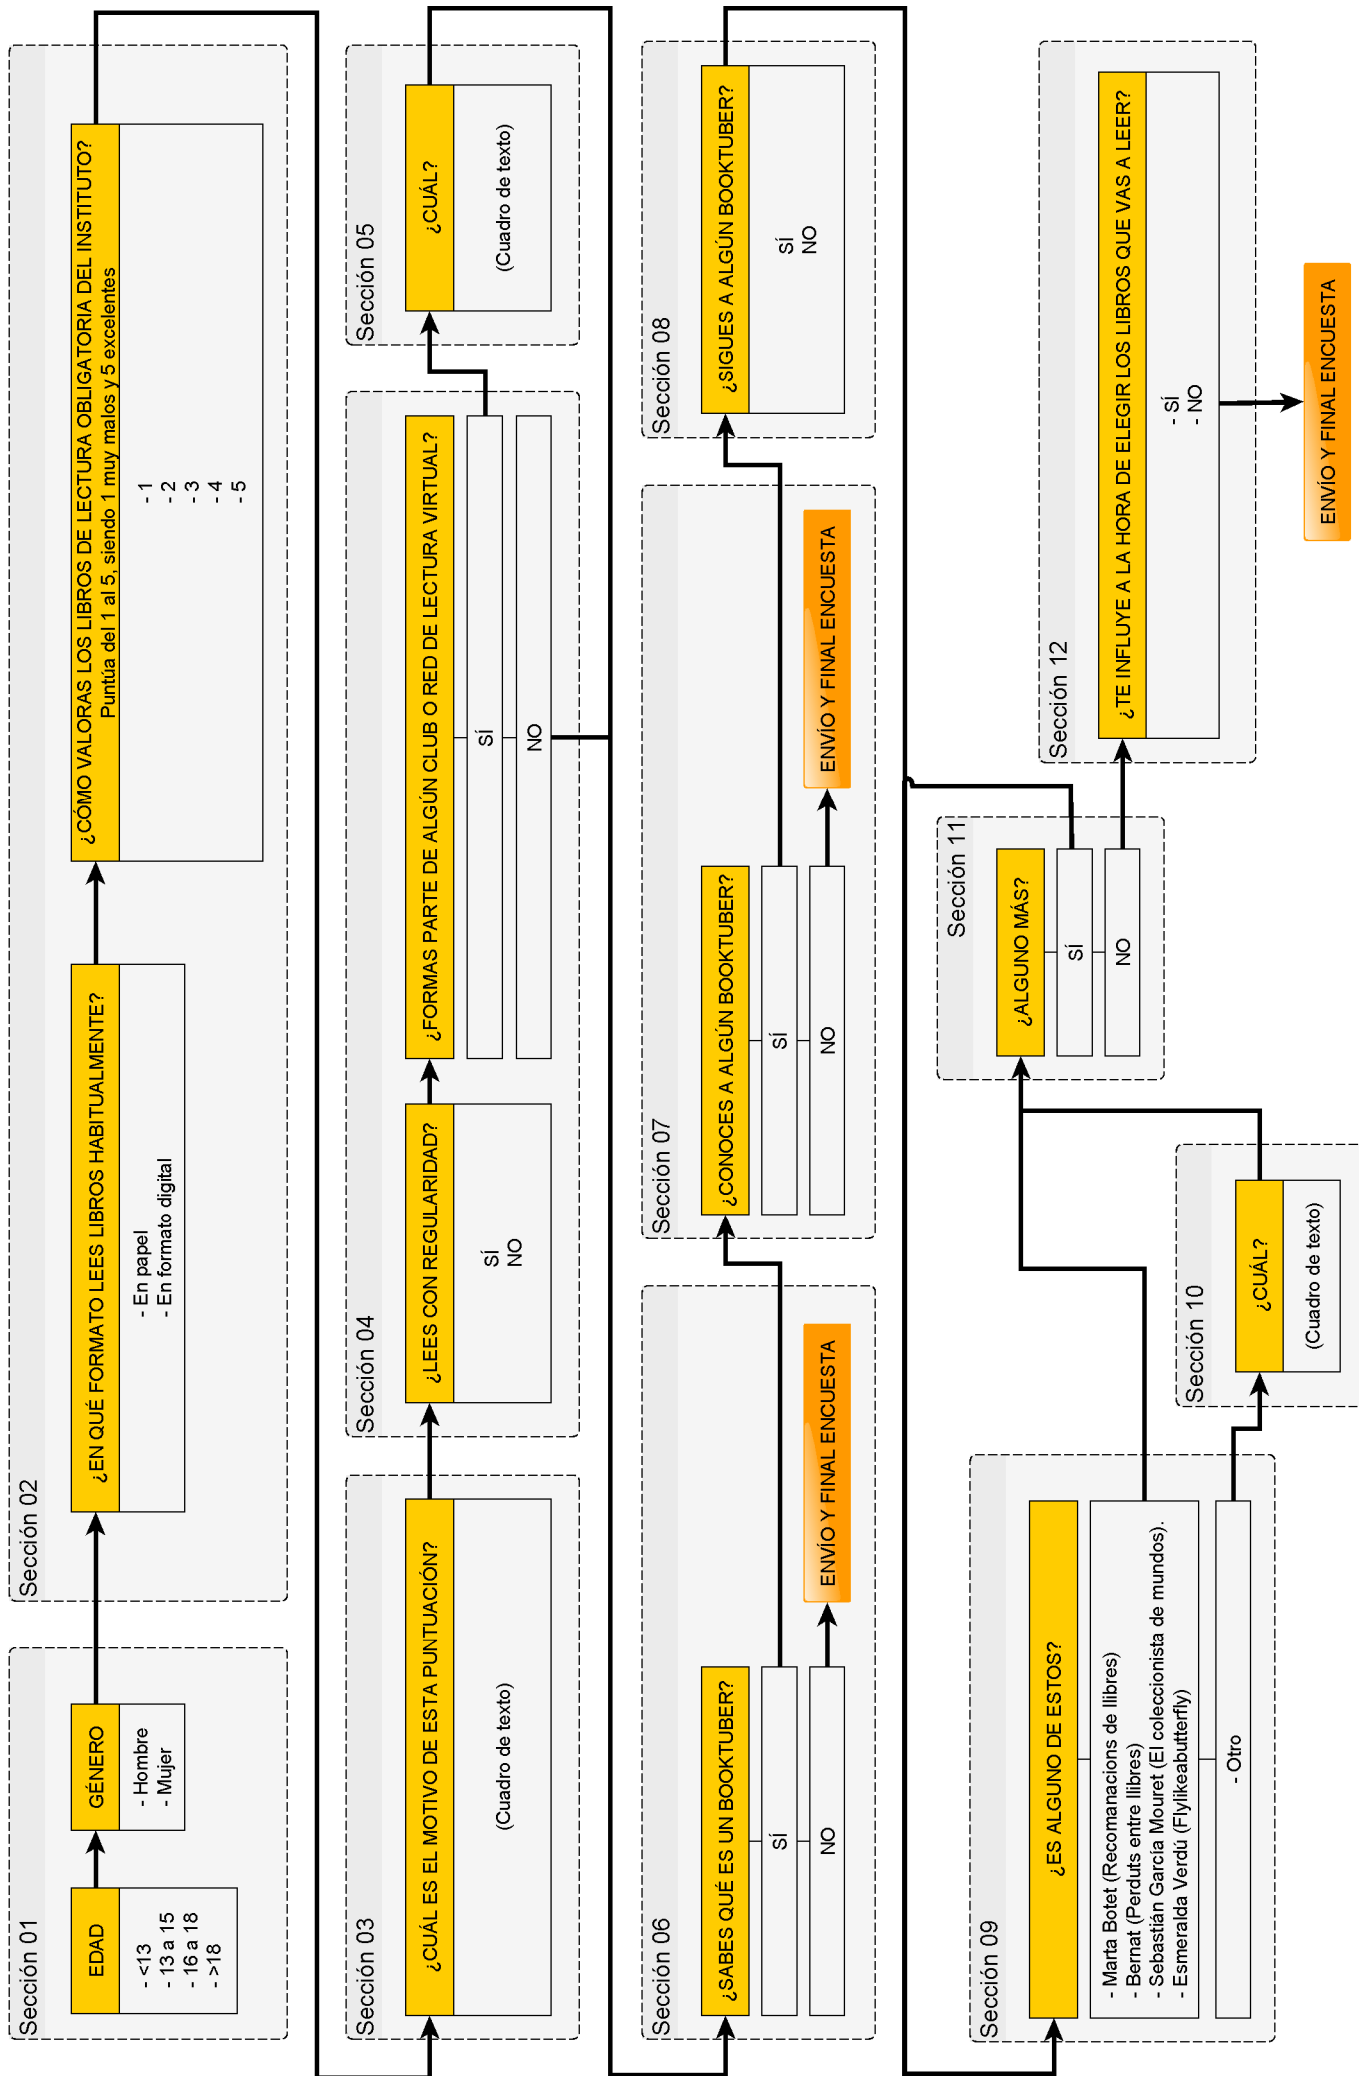 Sección 01
EDAD
- <13
- 13 a 15
- 16 a 18
- >18
GÉNERO
- Hombre
- Mujer
Sección 02
¿EN QUÉ FORMATO LEES LIBROS HABITUALMENTE?
- En papel
- En formato digital
¿CÓMO VALORAS LOS LIBROS DE LECTURA OBLIGATORIA DEL INSTITUTO?
Puntúa del 1 al 5, siendo 1 muy malos y 5 excelentes
- 1
- 2
- 3
- 4
- 5
Sección 03
¿CUÁL ES EL MOTIVO DE ESTA PUNTUACIÓN?
(Cuadro de texto)
Sección 04
¿LEES CON REGULARIDAD?
SÍ
NO
¿FORMAS PARTE DE ALGÚN CLUB O RED DE LECTURA VIRTUAL?
SÍ
NO
Sección 05
¿CUÁL?
(Cuadro de texto)
Sección 06
¿SABES QUÉ ES UN BOOKTUBER?
SÍ
NO
ENVÍO Y FINAL ENCUESTA
Sección 07
¿CONOCES A ALGÚN BOOKTUBER?
SÍ
NO
ENVÍO Y FINAL ENCUESTA
Sección 08
¿SIGUES A ALGÚN BOOKTUBER?
SÍ
NO
Sección 09
¿ES ALGUNO DE ESTOS?
- Marta Botet (Recomanacions de llibres)
- Bernat (Perduts entre llibres)
- Sebastián García Mouret (El coleccionista de mundos).
- Esmeralda Verdú (Flylikeabutterfly)
- Otro
Sección 10
¿CUÁL?
(Cuadro de texto)
Sección 11
¿ALGUNO MÁS?
SÍ
NO
Sección 12
¿TE INFLUYE A LA HORA DE ELEGIR LOS LIBROS QUE VAS A LEER?
- SÍ
- NO
ENVÍO Y FINAL ENCUESTA